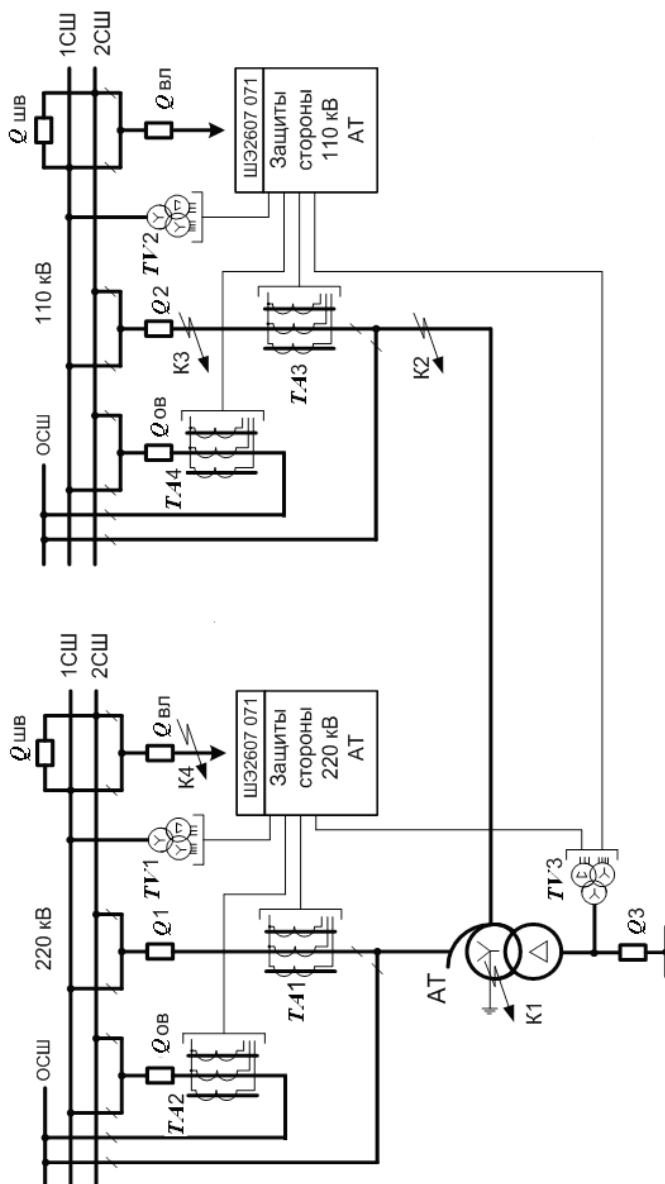 ОСШ
220 кВ
1СШ
2СШ
Q ШВ
Q ОВ
Q1
Q ВЛ
К4
TV1
TA2
TA1
ШЭ2607 071
Защиты
стороны
220 кВ
АТ
АТ
К1
TV3
Q3
ОСШ
110 кВ
1СШ
2СШ
Q ШВ
Q ОВ
Q2
Q ВЛ
К3
TV2
TA4
TA3
К2
ШЭ2607 071
Защиты
стороны
110 кВ
АТ